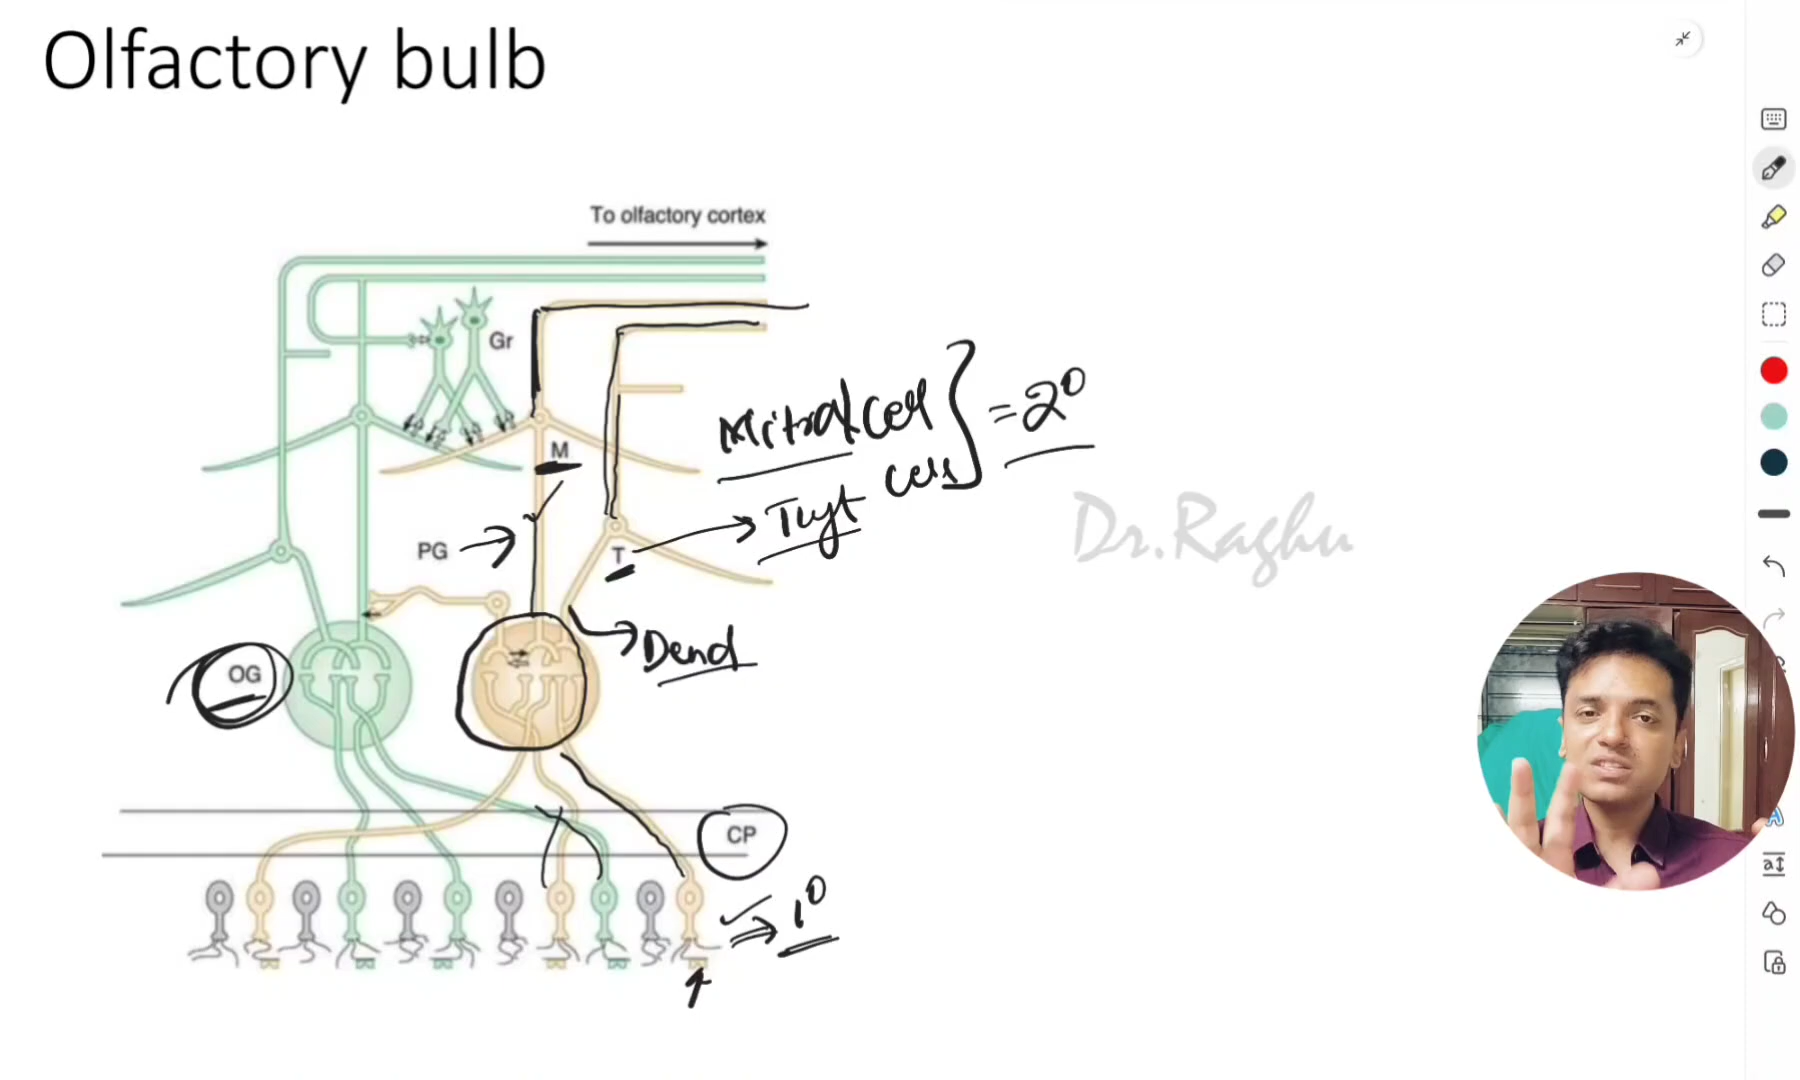 Olfactory bulb
To olfactory cortex
Gr
Mitral cell
= 2°
M
cells
Tuft
PG
T
Dr.Raghu
Dend
OG
CP
1°